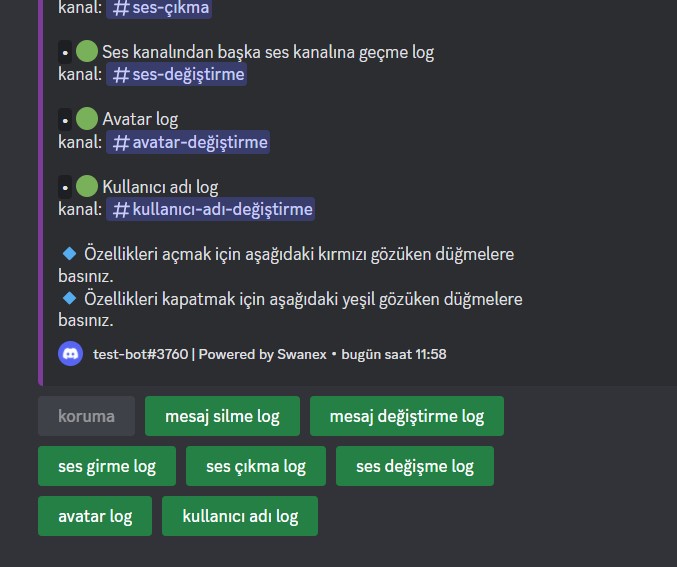 kanal: #ses-çıkma
• Ses kanalından başka ses kanalına geçme log
kanal: #ses-değiştirme
• Avatar log
kanal: #avatar-değiştirme
• Kullanıcı adı log
kanal: #kullanıcı-adı-değiştirme
Özellikleri açmak için aşağıdaki kırmızı gözüken düğmelere
basınız.
Özellikleri kapatmak için aşağıdaki yeşil gözüken düğmelere
basınız.
test-bot#3760 | Powered by Swanex • bugün saat 11:58
koruma mesaj silme log mesaj değiştirme log
ses girme log ses çıkma log ses değişme log
avatar log kullanıcı adı log